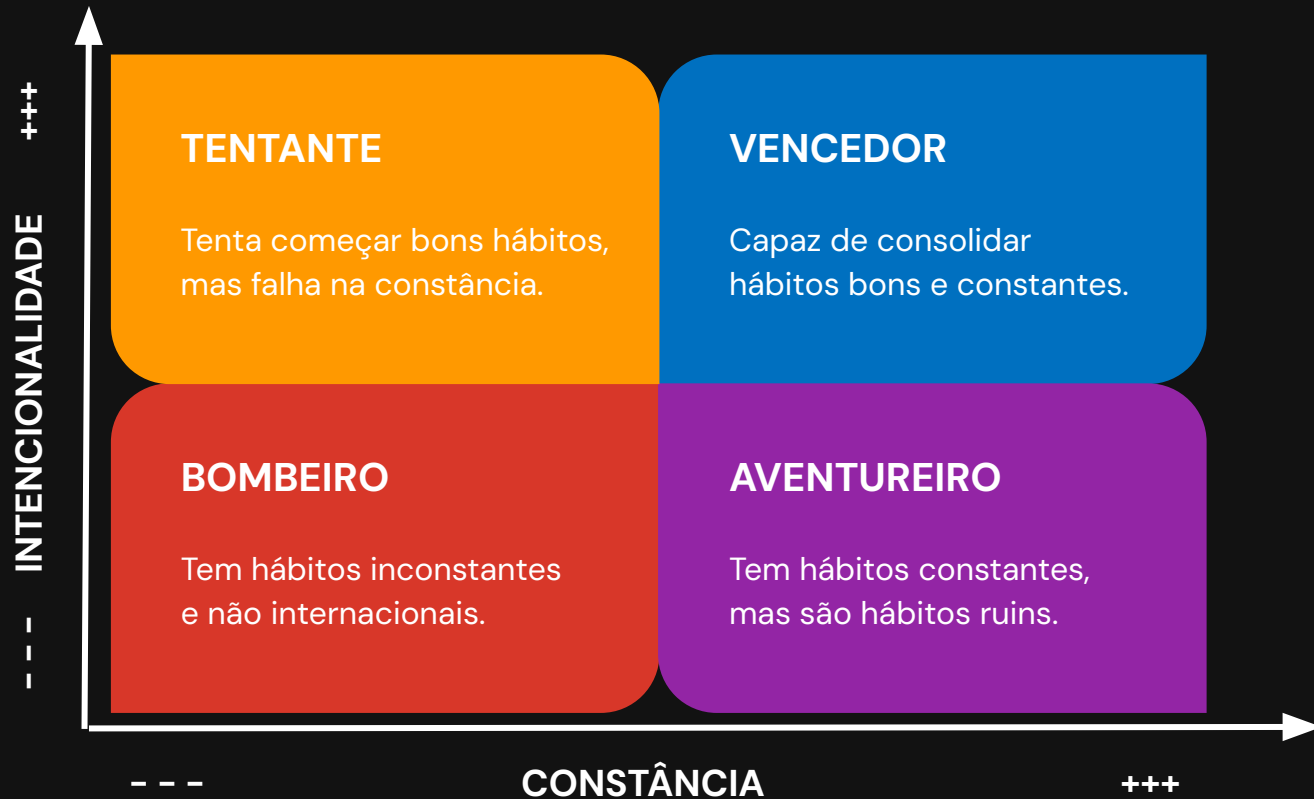 +++
INTENCIONALIDADE
- - -
TENTANTE
Tenta começar bons hábitos,
mas falha na constância.
VENCEDOR
Capaz de consolidar
hábitos bons e constantes.
BOMBEIRO
Tem hábitos inconstantes
e não internacionais.
AVENTUREIRO
Tem hábitos constantes,
mas são hábitos ruins.
- - -
CONSTÂNCIA
+++